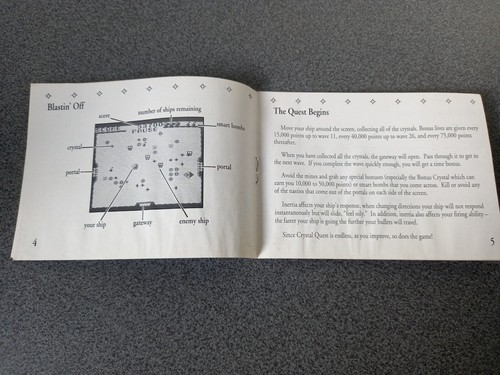 Blastin' Off
score
number of ships remaining
smart bombs
crystal
portal
portal
your ship
gateway
enemy ship
4
The Quest Begins
Move your ship around the screen, collecting all of the crystals. Bonus lives are given every
15,000 points up to wave 11, every 40,000 points up to wave 26, and every 75,000 points
thereafter.
When you have collected all the crystals, the gateway will open. Pass through it to get to
the next wave. If you complete the wave quickly enough, you will get a time bonus.
Avoid the mines and grab any special bonuses (especially the Bonus Crystal which can
earn you 10,000 to 50,000 points) or smart bombs that you come across. Kill or avoid any
of the nasties that come out of the portals on each side of the screen.
Inertia affects your ship's response, when changing directions your ship will not respond
instantaneously but will slide, "feel oily." In addition, inertia also affects your firing ability –
the faster your ship is going the further your bullets will travel.
Since Crystal Quest is endless, as you improve, so does the game!
5